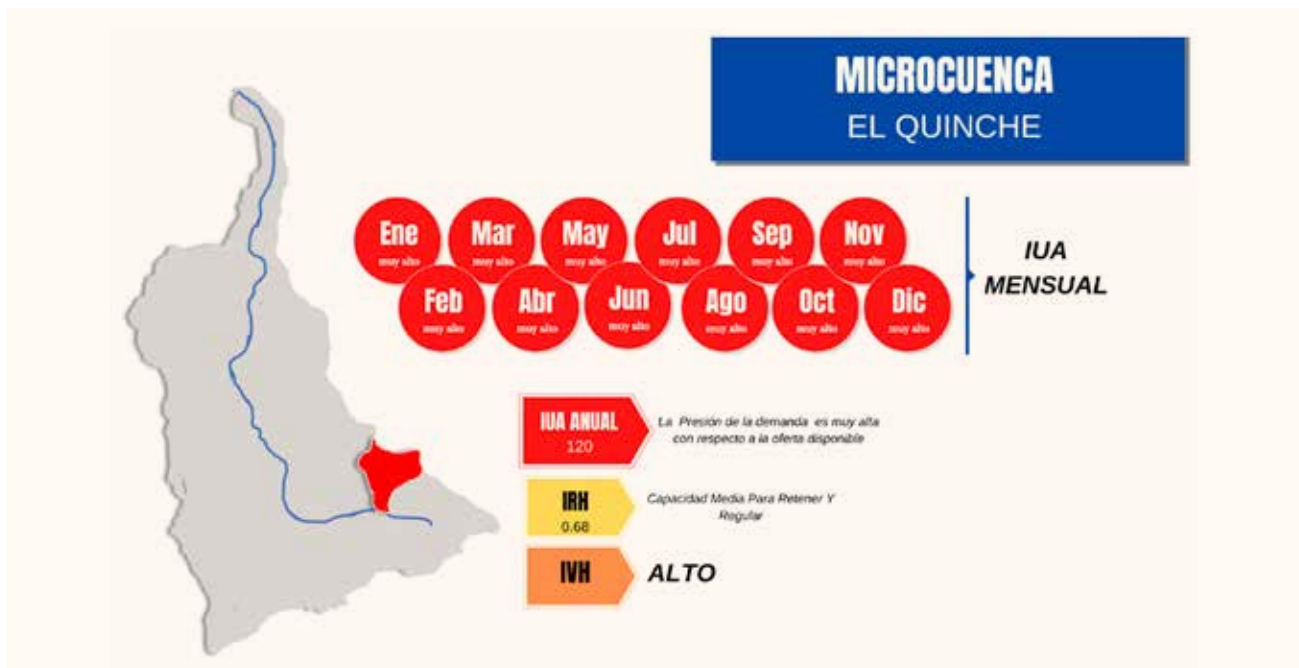 MICROCUENCA
EL QUINCHE
Ene
muy alto
Mar
muy alto
May
muy alto
Jul
muy alto
Sep
muy alto
Nov
muy alto
Feb
muy alto
Abr
muy alto
Jun
muy alto
Ago
muy alto
Oct
muy alto
Dic
muy alto
IUA
MENSUAL
IUA ANUAL
120
La Presión de la demanda es muy alta
con respecto a la oferta disponible
IRH
0.68
Capacidad Media Para Retener Y
Regular
IVH
ALTO